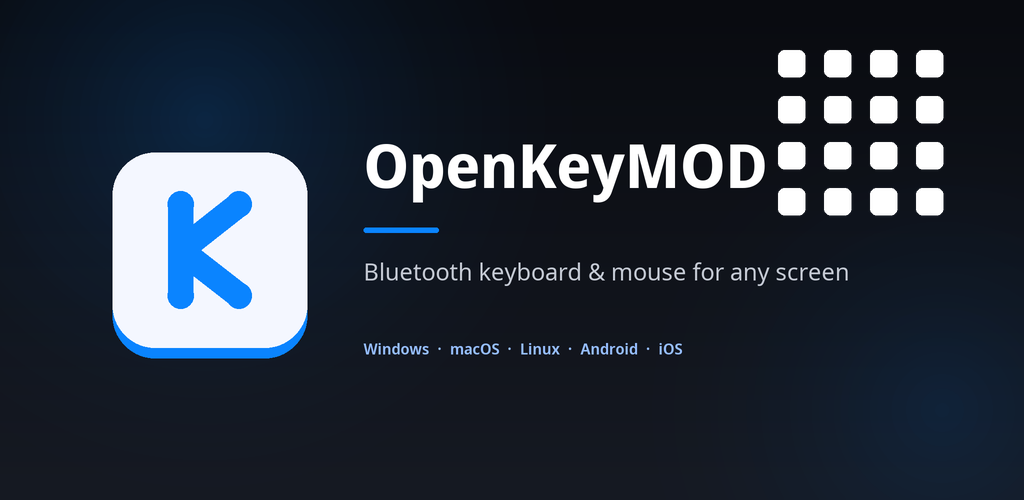 K
OpenKeyMOD
Bluetooth keyboard & mouse for any screen
Windows · macOS · Linux · Android · iOS